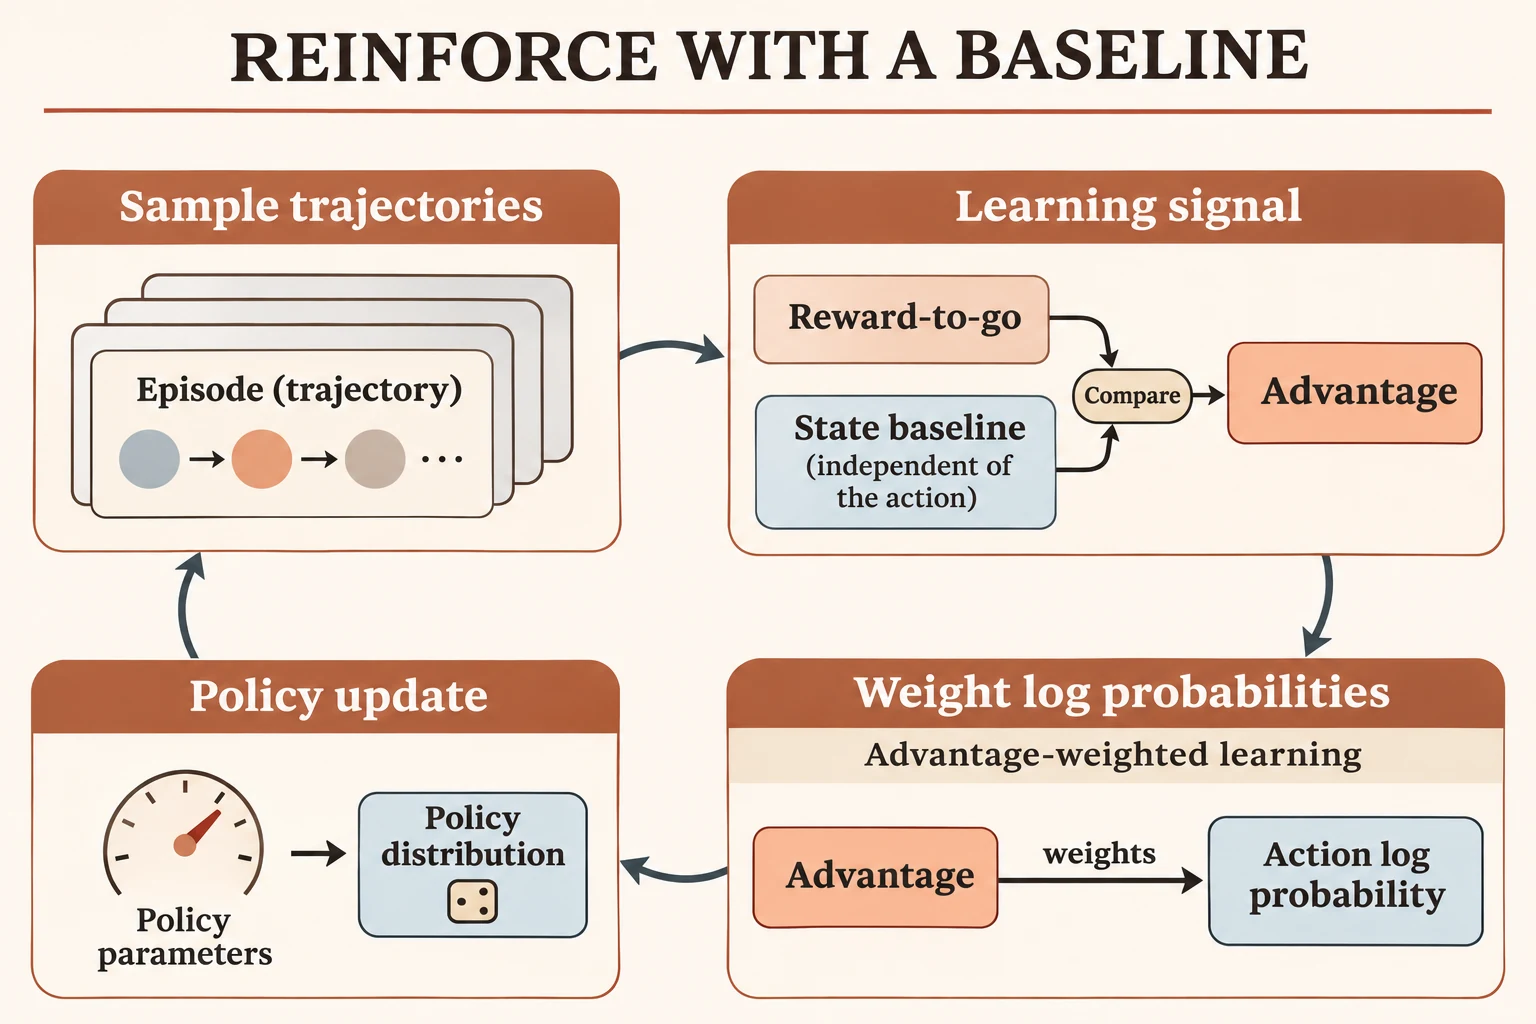 REINFORCE WITH A BASELINE
Sample trajectories
Episode (trajectory)
...
Learning signal
Reward-to-go
State baseline
(independent of
the action)
Compare
Advantage
Policy update
Policy
parameters
Policy
distribution
Weight log probabilities
Advantage-weighted learning
Advantage
weights
Action log
probability